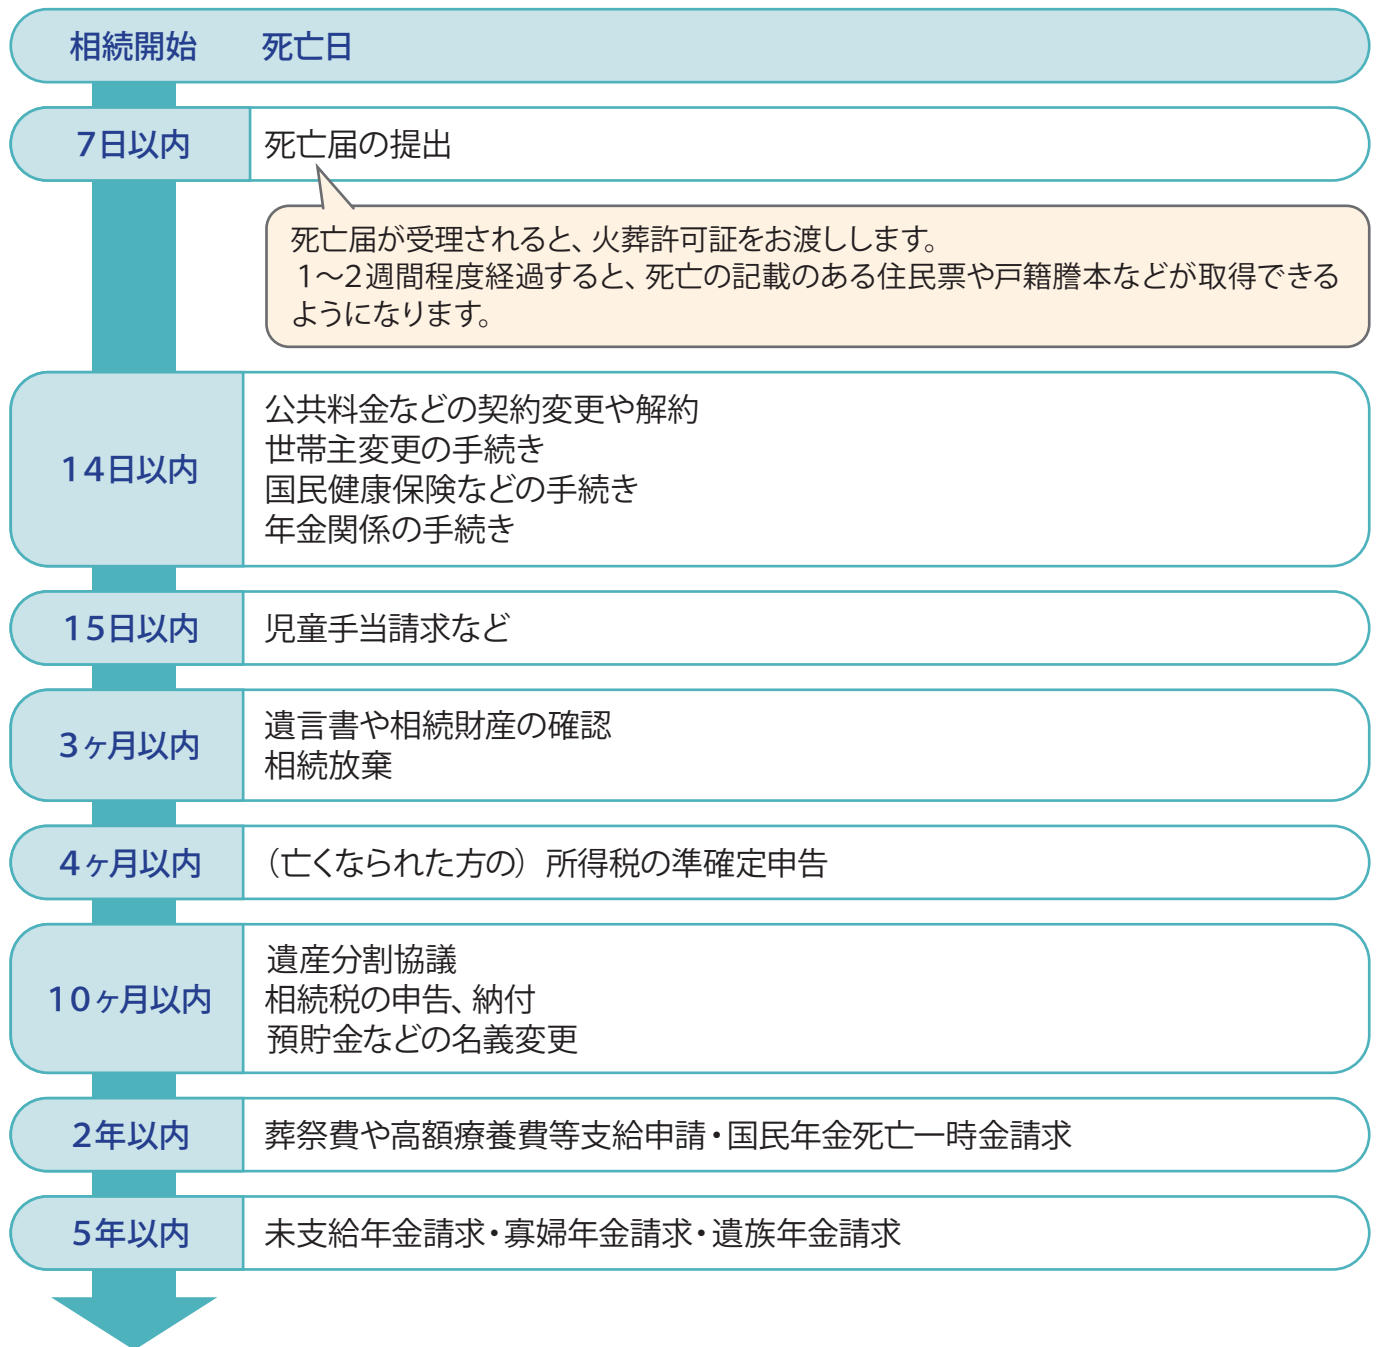 相続開始 死亡日
7日以内 死亡届の提出
死亡届が受理されると、火葬許可証をお渡しします。
1～2週間程度経過すると、死亡の記載のある住民票や戸籍謄本などが取得できる
ようになります。
14日以内
公共料金などの契約変更や解約
世帯主変更の手続き
国民健康保険などの手続き
年金関係の手続き
15日以内 児童手当請求など
3ヶ月以内
遺言書や相続財産の確認
相続放棄
4ヶ月以内 （亡くなられた方の）所得税の準確定申告
10ヶ月以内
遺産分割協議
相続税の申告、納付
預貯金などの名義変更
2年以内 葬祭費や高額療養費等支給申請・国民年金死亡一時金請求
5年以内 未支給年金請求・寡婦年金請求・遺族年金請求